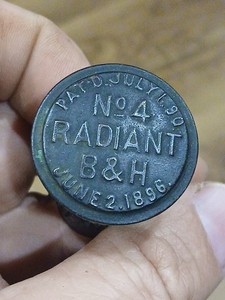 PAT'D. JULY 1. 90
No 4
RADIANT
B & H
JUNE 2. 1896.